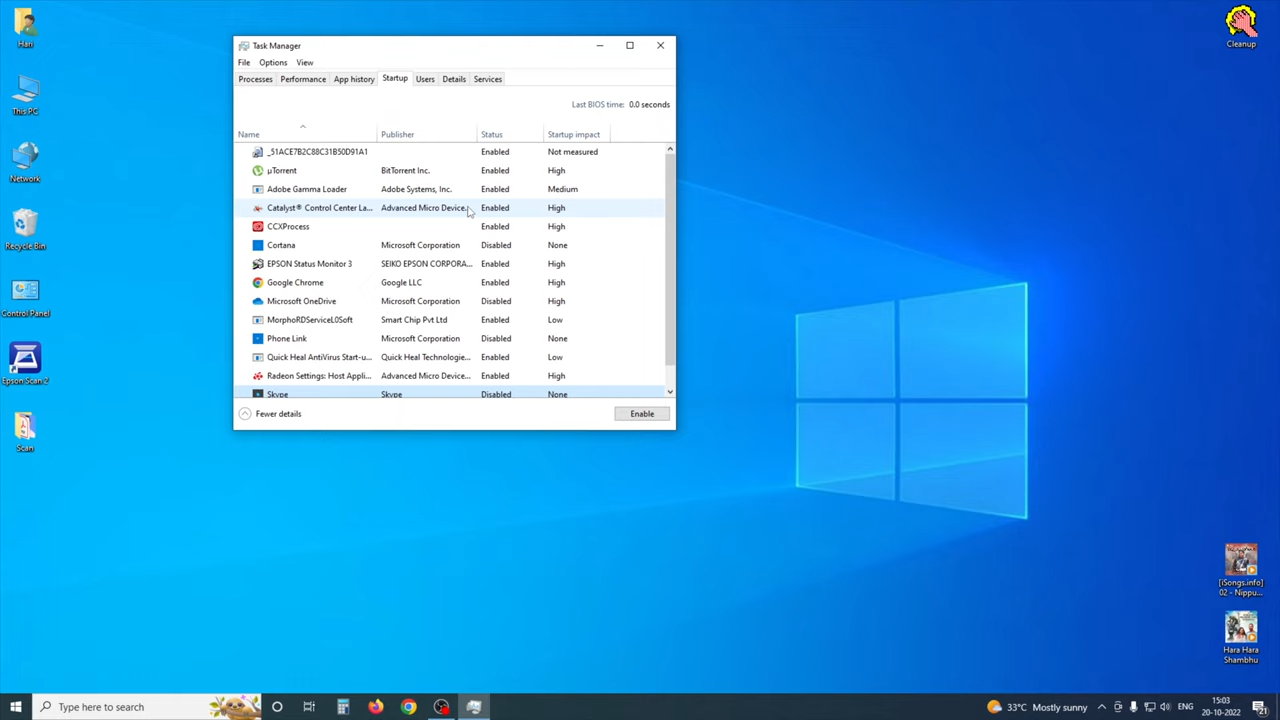 Han
This PC
Network
Recycle Bin
Control Panel
Epson Scan 2
Scan
Cleanup
[iSongs.info]
02 - Nippu...
Hara Hara
Shambhu
Task Manager
File Options View
Processes Performance App history Startup Users Details Services
Last BIOS time: 0.0 seconds
Name Publisher Status Startup impact
_51ACE7B2C88C31B50D91A1 Enabled Not measured
µTorrent BitTorrent Inc. Enabled High
Adobe Gamma Loader Adobe Systems, Inc. Enabled Medium
Catalyst® Control Center La... Advanced Micro Device... Enabled High
CCXProcess Enabled High
Cortana Microsoft Corporation Disabled None
EPSON Status Monitor 3 SEIKO EPSON CORPORA... Enabled High
Google Chrome Google LLC Enabled High
Microsoft OneDrive Microsoft Corporation Disabled High
MorphoRDServiceL0Soft Smart Chip Pvt Ltd Enabled Low
Phone Link Microsoft Corporation Disabled None
Quick Heal AntiVirus Start-u... Quick Heal Technologie... Enabled Low
Radeon Settings: Host Appli... Advanced Micro Device... Enabled High
Skype Skype Disabled None
Fewer details Enable
Type here to search
33°C Mostly sunny
15:03
20-10-2022
21